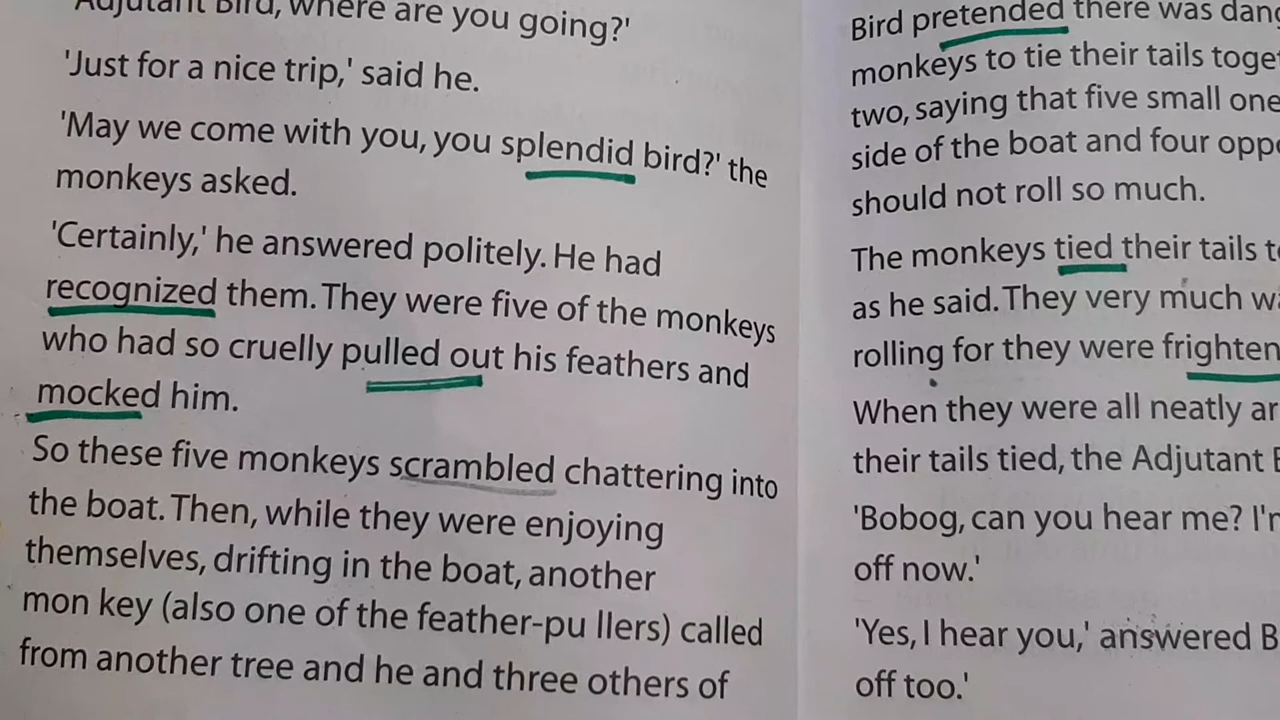 Adjutant Bird, where are you going?'
'Just for a nice trip,' said he.
'May we come with you, you splendid bird?' the
monkeys asked.
'Certainly,' he answered politely. He had
recognized them. They were five of the monkeys
who had so cruelly pulled out his feathers and
mocked him.
So these five monkeys scrambled chattering into
the boat. Then, while they were enjoying
themselves, drifting in the boat, another
mon key (also one of the feather-pu llers) called
from another tree and he and three others of
Bird pretended there was
monkeys to tie their tails
two, saying that five small
side of the boat and four
should not roll so much.
The monkeys tied their tails
as he said. They very much
rolling for they were
When they were all neatly
their tails tied, the Adjutant
'Bobog, can you hear me? I'm
off now.'
'Yes, I hear you,' answered
off too.'